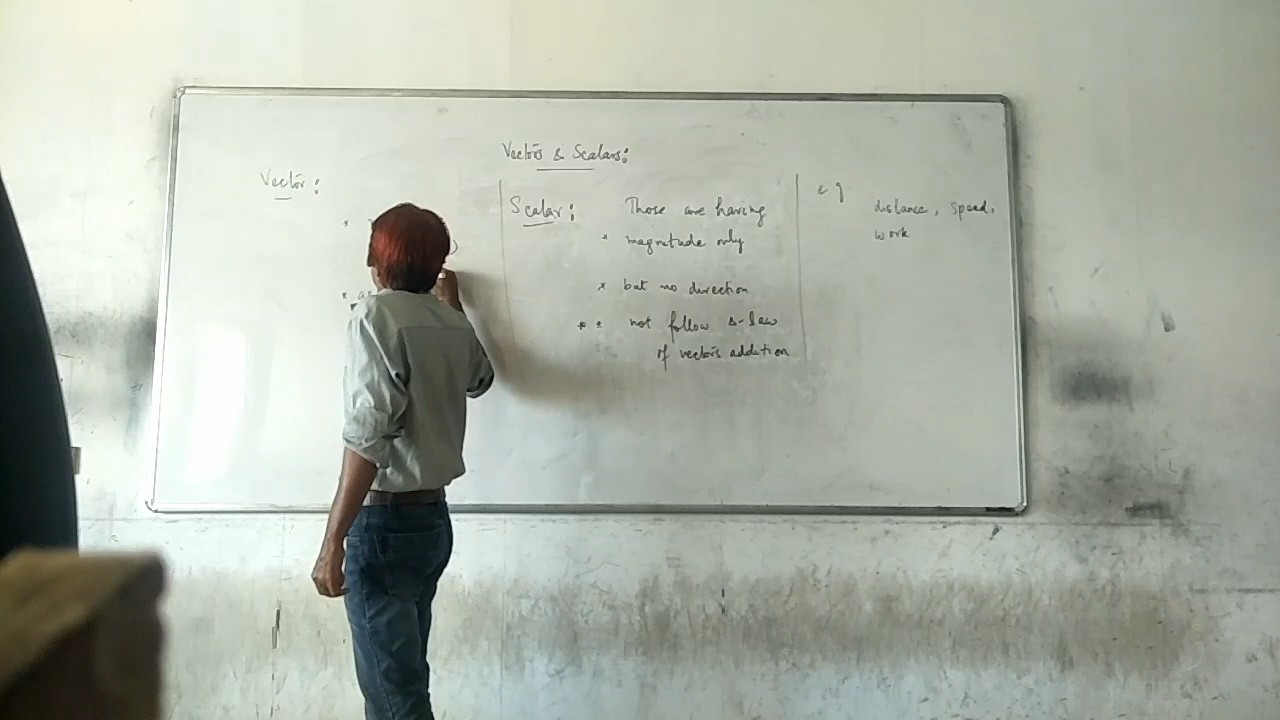 Vectors & Scalars:
Vector:
*
*
Scalar: Those are having
* magnitude only
* but no direction
** not follow Δ-law
of vectors addition
e g
distance, speed,
work